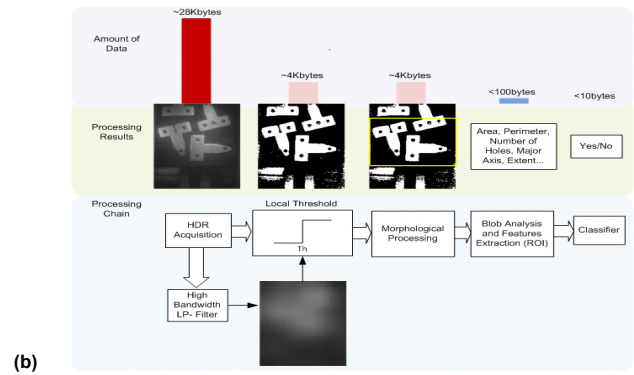 Amount of
Data
~28Kbytes
~4Kbytes
~4Kbytes
<100bytes
<10bytes
Processing
Results
Area, Perimeter,
Number of
Holes, Major
Axis, Extent...
Yes/No
Processing
Chain
HDR
Acquisition
Local Threshold
Th
Morphological
Processing
Blob Analysis
and Features
Extraction (ROI)
Classifier
High
Bandwidth
LP- Filter
(b)